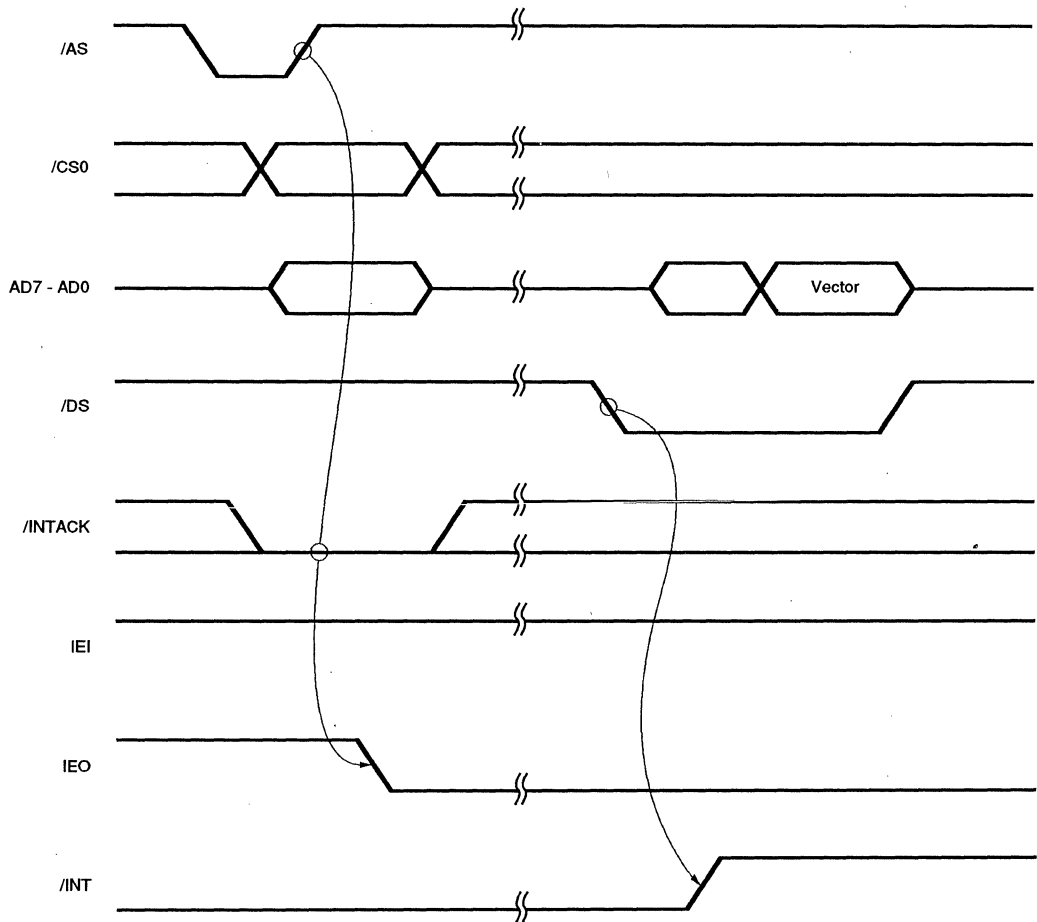 /AS
/CS0
AD7 - AD0
Vector
/DS
/INTACK
IEI
IEO
/INT